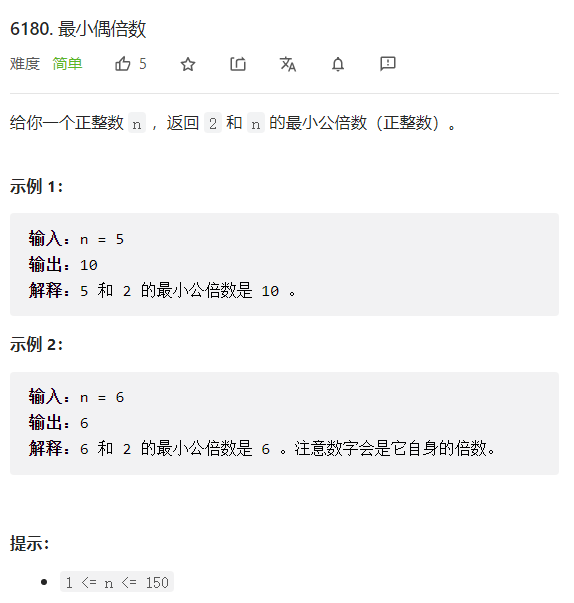 6180. 最小偶倍数
难度 简单 5
给你一个正整数 n ，返回 2 和 n 的最小公倍数（正整数）。
示例 1：
输入：n = 5
输出：10
解释：5 和 2 的最小公倍数是 10 。
示例 2：
输入：n = 6
输出：6
解释：6 和 2 的最小公倍数是 6 。注意数字会是它自身的倍数。
提示：
1 <= n <= 150